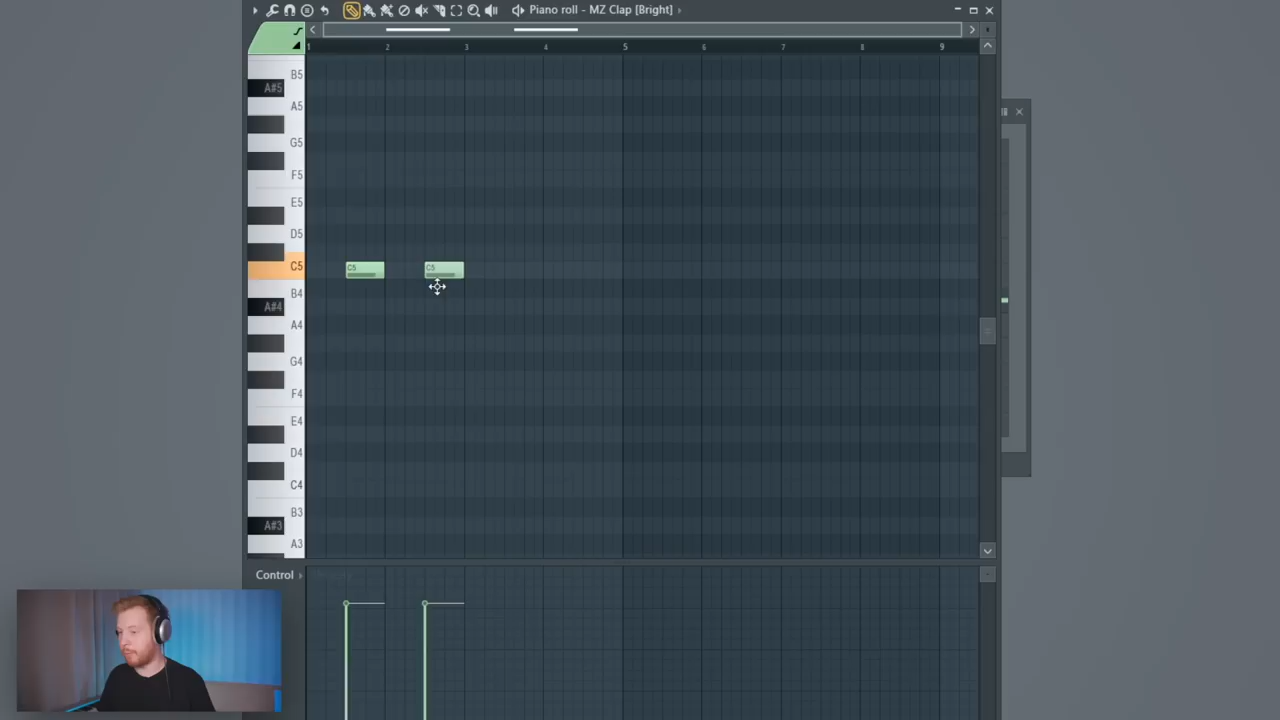 Piano roll - MZ Clap [Bright]
1 2 3 4 5 6 7 8 9
B5
A#5
A5
G5
F5
E5
D5
C5
C5 C5
B4
A#4
A4
G4
F4
E4
D4
C4
B3
A#3
A3
Control